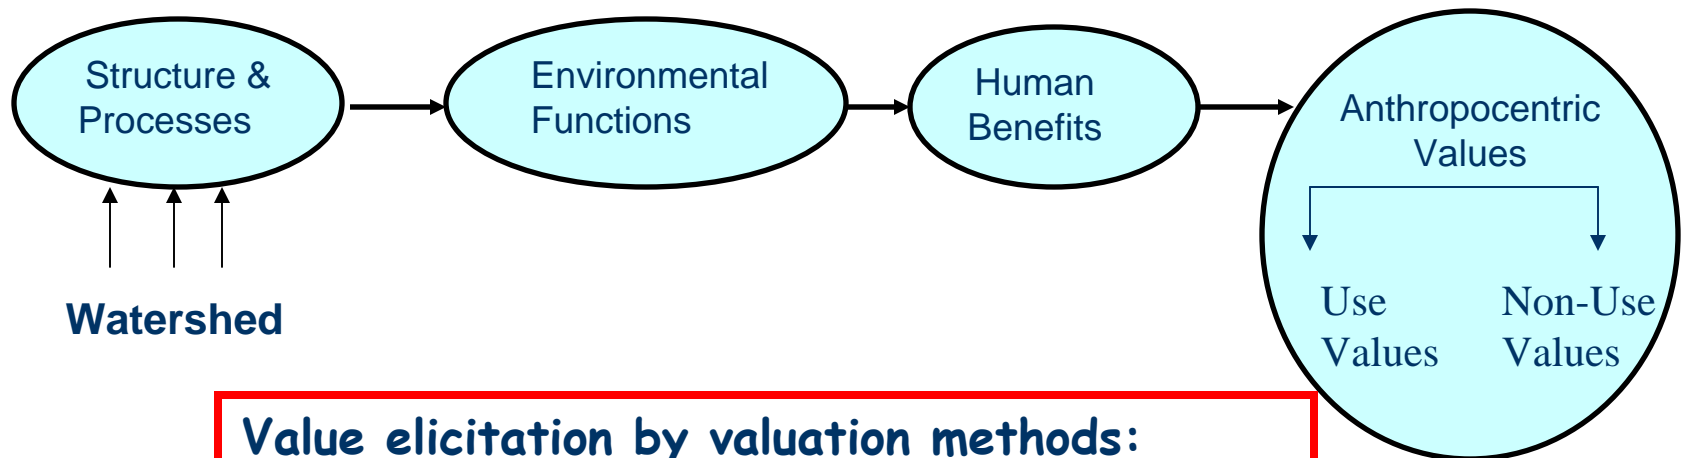 Structure &
Processes
Environmental
Functions
Human
Benefits
Anthropocentric
Values
Use
Values
Non-Use
Values
Watershed
Value elicitation by valuation methods: